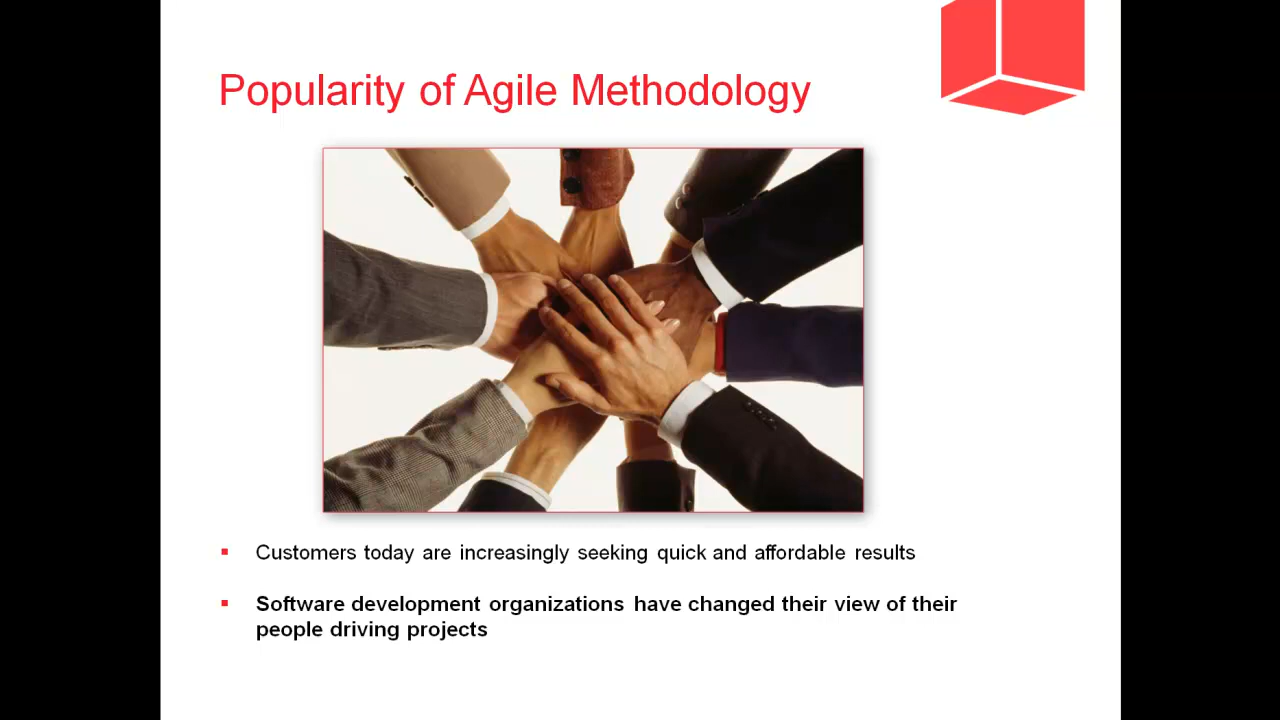 Popularity of Agile Methodology
Customers today are increasingly seeking quick and affordable results
Software development organizations have changed their view of their
people driving projects